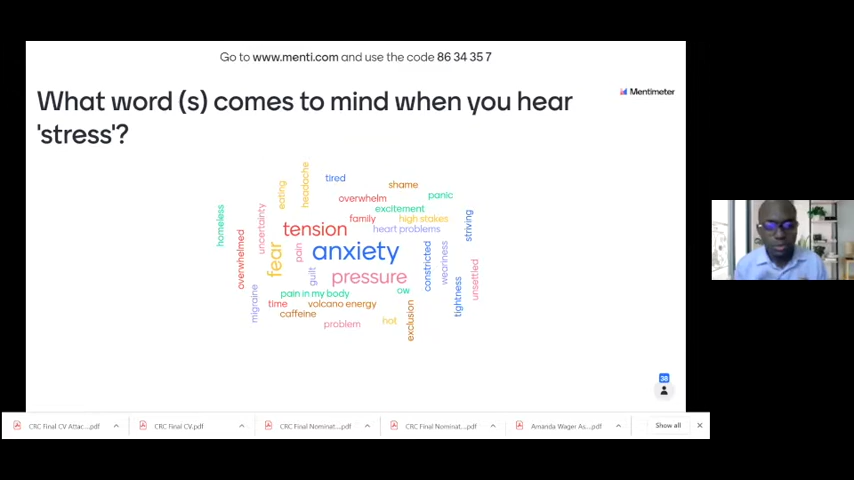 Go to www.menti.com and use the code 86 34 35 7
What word (s) comes to mind when you hear
'stress'?
Mentimeter
headache
tired
eating
shame
overwhelm
panic
excitement
homeless
uncertainty
family
high stakes
striving
tension
heart problems
overwhelmed
fear
pain
anxiety
constricted
weariness
guilt
pressure
unsettled
migraine
pain in my body
ow
tightness
time
volcano energy
caffeine
exclusion
problem
hot
38
CRC Final CV Attac...pdf
CRC Final CV.pdf
CRC Final Nominat...pdf
CRC Final Nominat...pdf
Amanda Wager As...pdf
Show all